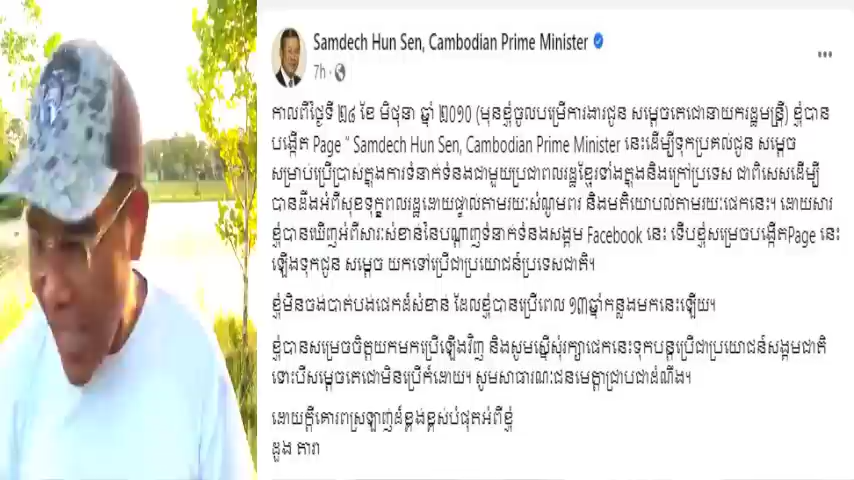 Samdech Hun Sen, Cambodian Prime Minister
7h ·
កាលពីថ្ងៃទី ២៤ ខែ មិថុនា ឆ្នាំ ២០១០ (មុនខ្ញុំចូលបម្រើការងារជូន សម្តេចតេជោនាយករដ្ឋមន្ត្រី) ខ្ញុំបាន
បង្កើត Page “ Samdech Hun Sen, Cambodian Prime Minister នេះដើម្បីទុកប្រគល់ជូន សម្តេច
សម្រាប់ប្រើប្រាស់ក្នុងការទំនាក់ទំនងជាមួយប្រជាពលរដ្ឋខ្មែរទាំងក្នុងនិងក្រៅប្រទេស ជាពិសេសដើម្បី
បានដឹងអំពីសុខទុក្ខពលរដ្ឋដោយផ្ទាល់តាមរយៈសំណូមពរ និងមតិយោបល់តាមរយៈផេកនេះ។ ដោយសារ
ខ្ញុំបានឃើញអំពីសារៈសំខាន់នៃបណ្តាញទំនាក់ទំនងសង្គម Facebook នេះ ទើបខ្ញុំសម្រេចបង្កើតPage នេះ
ឡើងទុកជូន សម្តេច យកទៅប្រើជាប្រយោជន៍ប្រទេសជាតិ។
ខ្ញុំមិនចង់បាត់បង់ផេកដ៏សំខាន់ ដែលខ្ញុំបានប្រើពេល ១៣ឆ្នាំកន្លងមកនេះឡើយ។
ខ្ញុំបានសម្រេចចិត្តយកមកប្រើឡើងវិញ និងសូមស្នើសុំរក្សាផេកនេះទុកបន្តប្រើជាប្រយោជន៍សង្គមជាតិ
ទោះបីសម្តេចតេជោមិនប្រើក៏ដោយ។ សូមសាធារណៈជនមេត្តាជ្រាបជាដំណឹង។
ដោយក្តីគោរពស្រឡាញ់ដ៏ខ្ពង់ខ្ពស់បំផុតអំពីខ្ញុំ
ដួង តារា